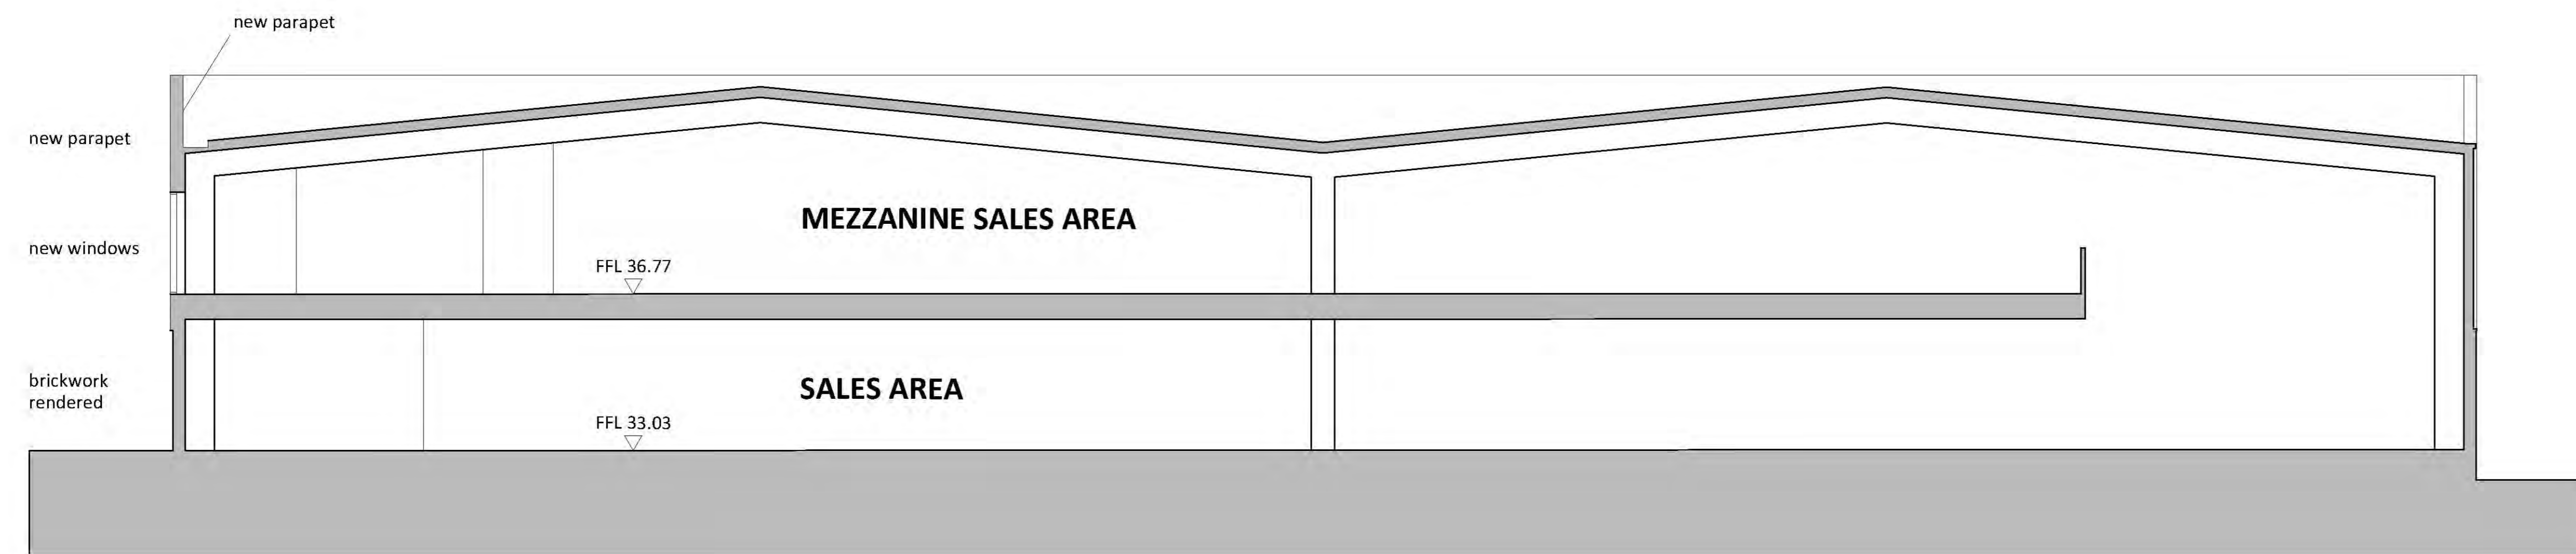 new parapet
new parapet
MEZZANINE SALES AREA
new windows
FFL 36.77
brickwork
rendered
SALES AREA
FFL 33.03